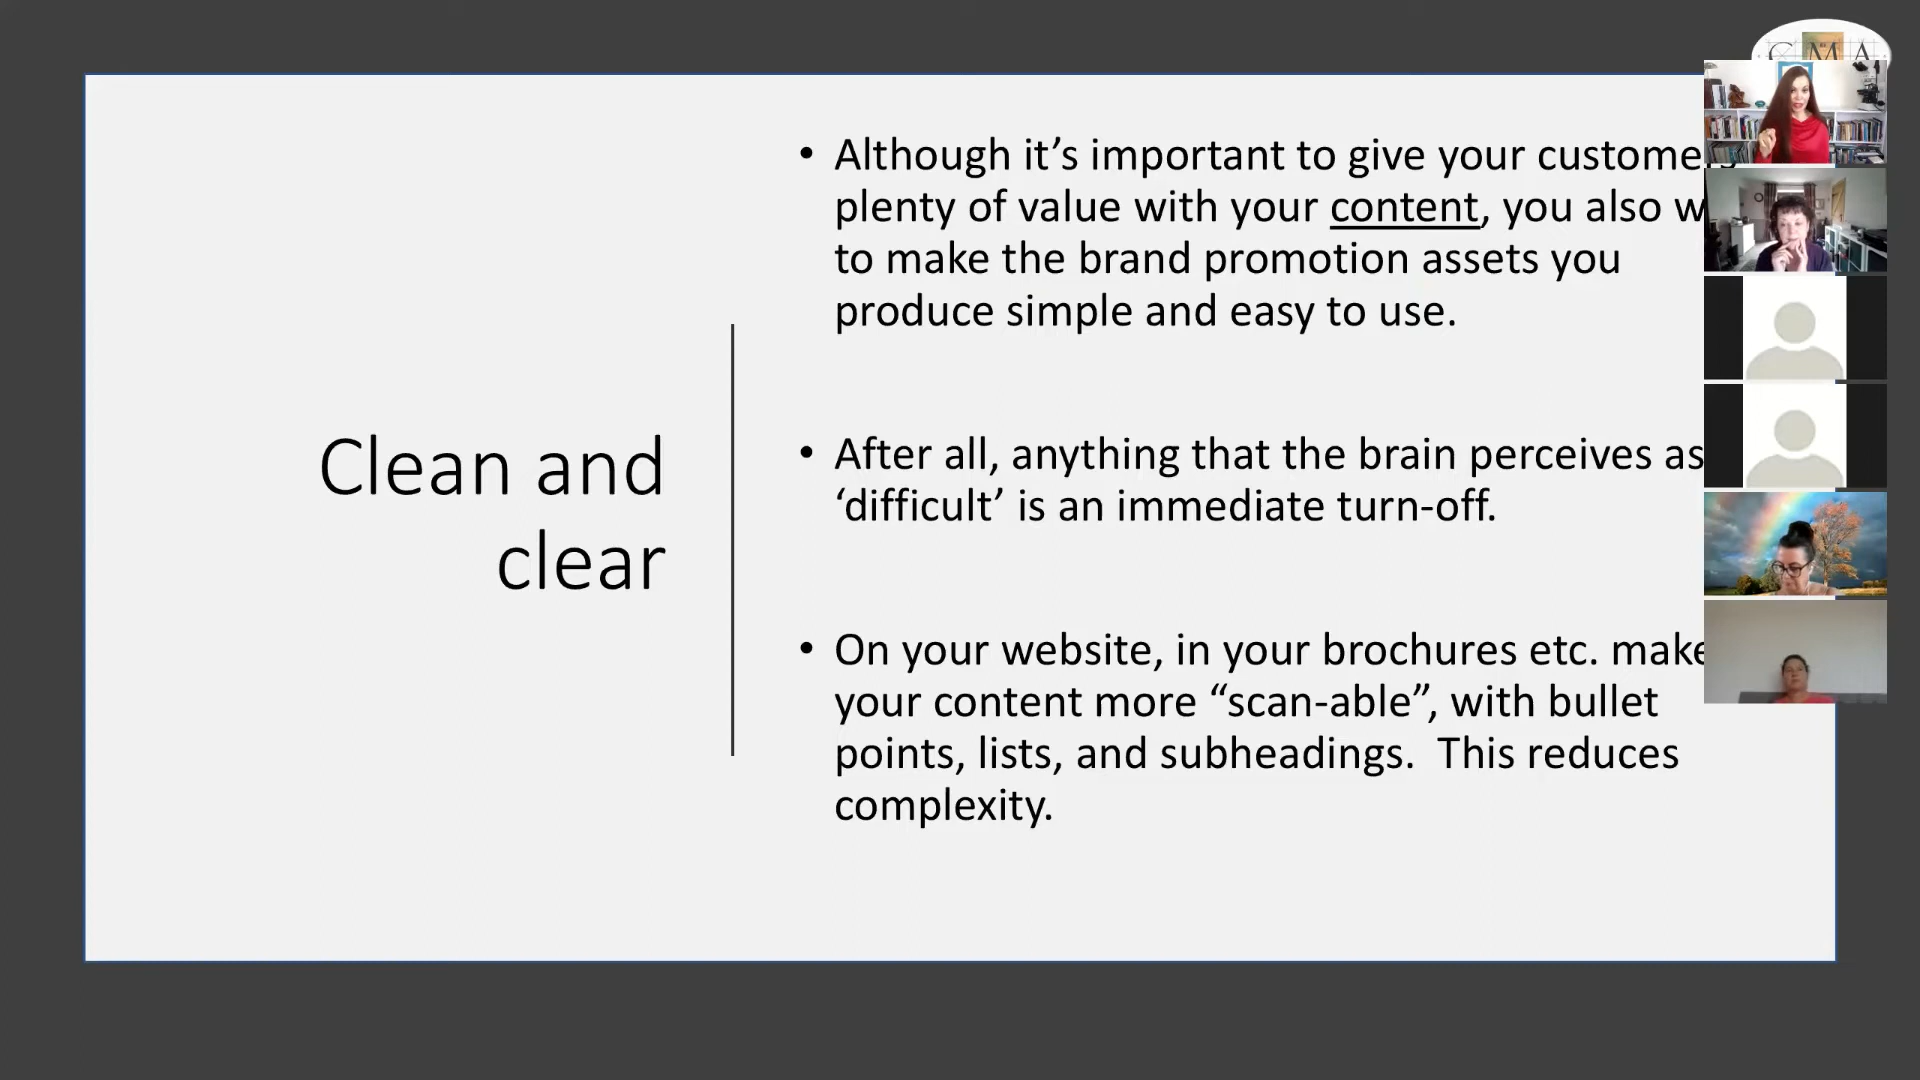 CMA
Clean and
clear
• Although it’s important to give your customers
plenty of value with your content, you also
to make the brand promotion assets you
produce simple and easy to use.
• After all, anything that the brain perceives as
‘difficult’ is an immediate turn-off.
• On your website, in your brochures etc. make
your content more “scan-able”, with bullet
points, lists, and subheadings.  This reduces
complexity.